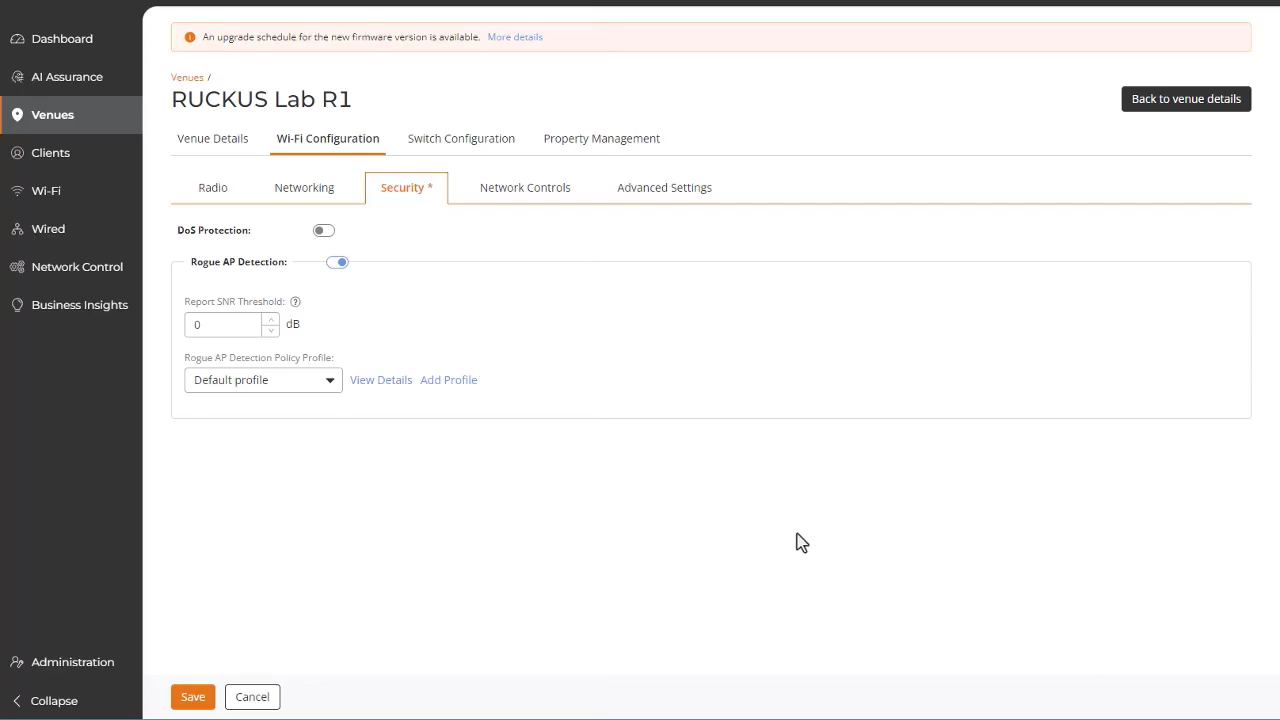 An upgrade schedule for the new firmware version is available. More details
Dashboard
AI Assurance
Venues
Clients
Wi-Fi
Wired
Network Control
Business Insights
Administration
Collapse
Venues /
RUCKUS Lab R1
Back to venue details
Venue Details Wi-Fi Configuration Switch Configuration Property Management
Radio Networking Security * Network Controls Advanced Settings
DoS Protection:
Rogue AP Detection:
Report SNR Threshold: ?
0 dB
Rogue AP Detection Policy Profile:
Default profile View Details Add Profile
Save Cancel